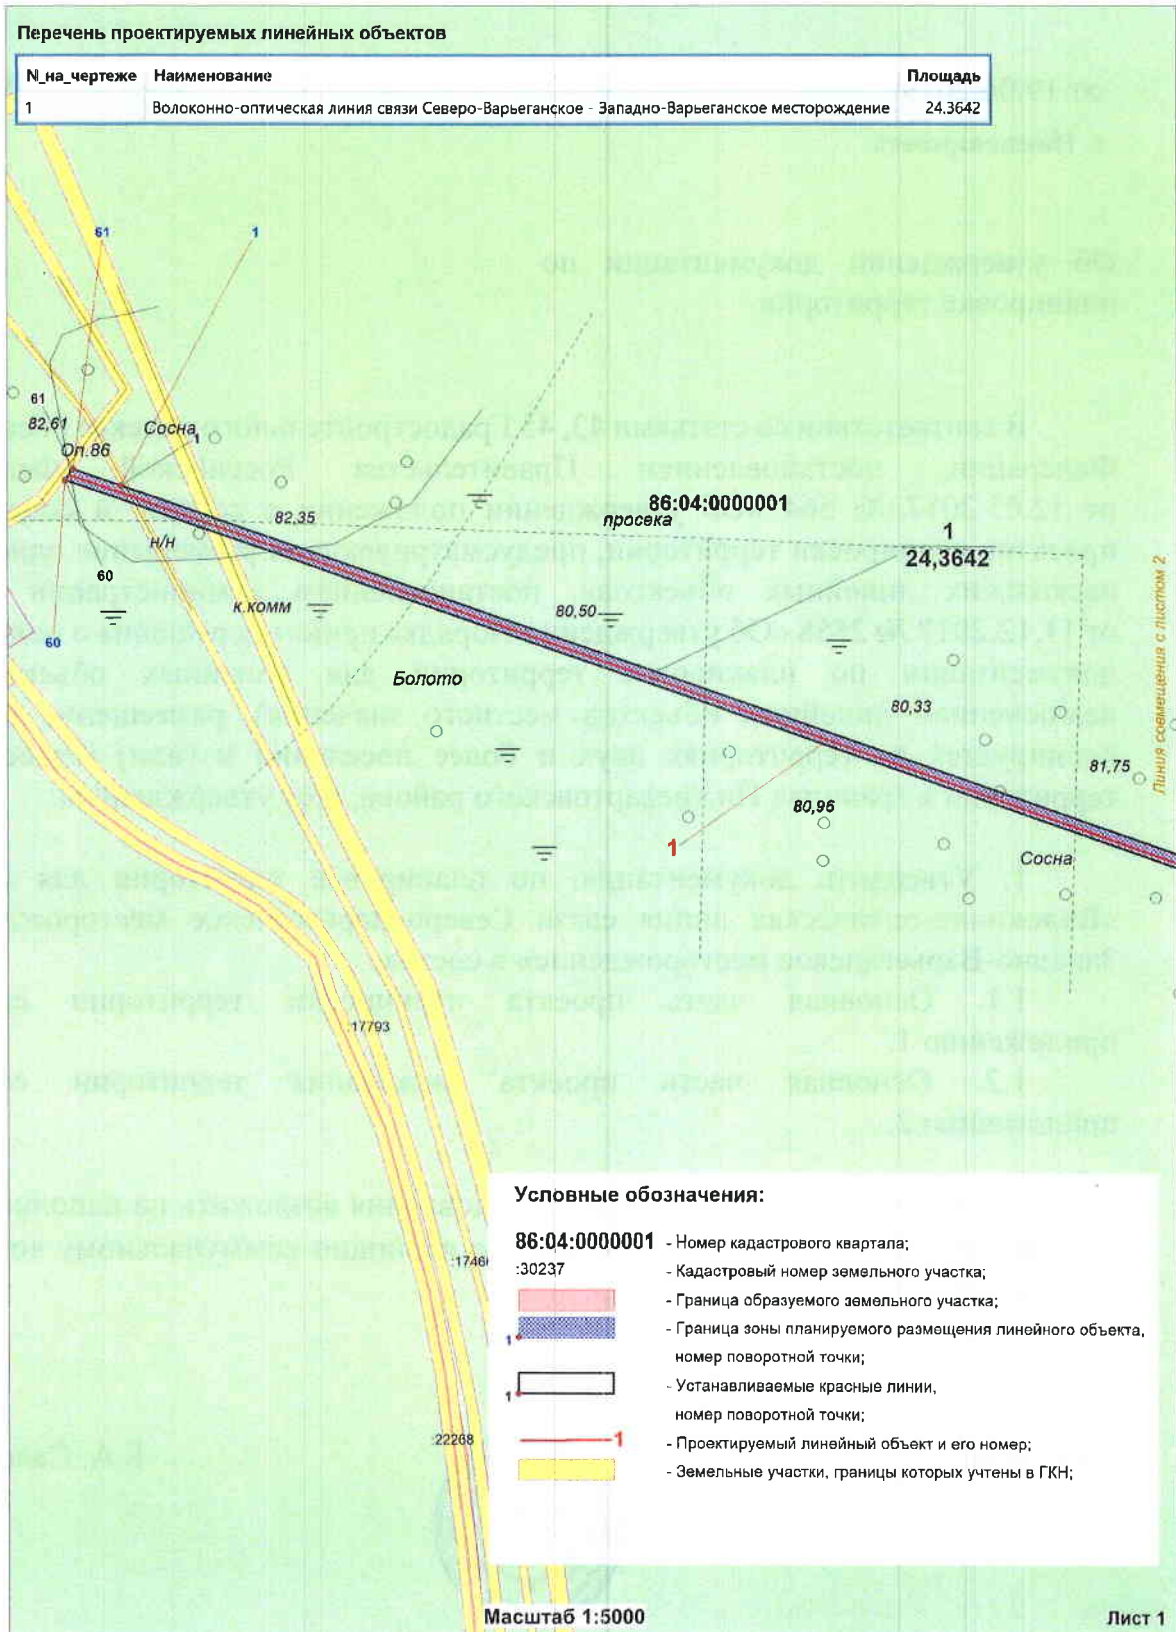 Перечень проектируемых линейных объектов
N_на_чертеже Наименование Площадь
1 Волоконно-оптическая линия связи Северо-Варьеганское - Западно-Варьеганское месторождение 24.3642
61 1
61
82,61 Сосна 1
Оп.86
86:04:0000001
82,35 просека
н/н 1
24,3642
60
к.комм 80,50
60
Болото
80,33
81,75
Линия совмещения с листом 2
80,96
1
Сосна
:17793
Условные обозначения:
86:04:0000001 - Номер кадастрового квартала;
:1746
:30237 - Кадастровый номер земельного участка;
- Граница образуемого земельного участка;
1 - Граница зоны планируемого размещения линейного объекта,
номер поворотной точки;
1 - Устанавливаемые красные линии,
номер поворотной точки;
:22268
1 - Проектируемый линейный объект и его номер;
- Земельные участки, границы которых учтены в ГКН;
Масштаб 1:5000
Лист 1